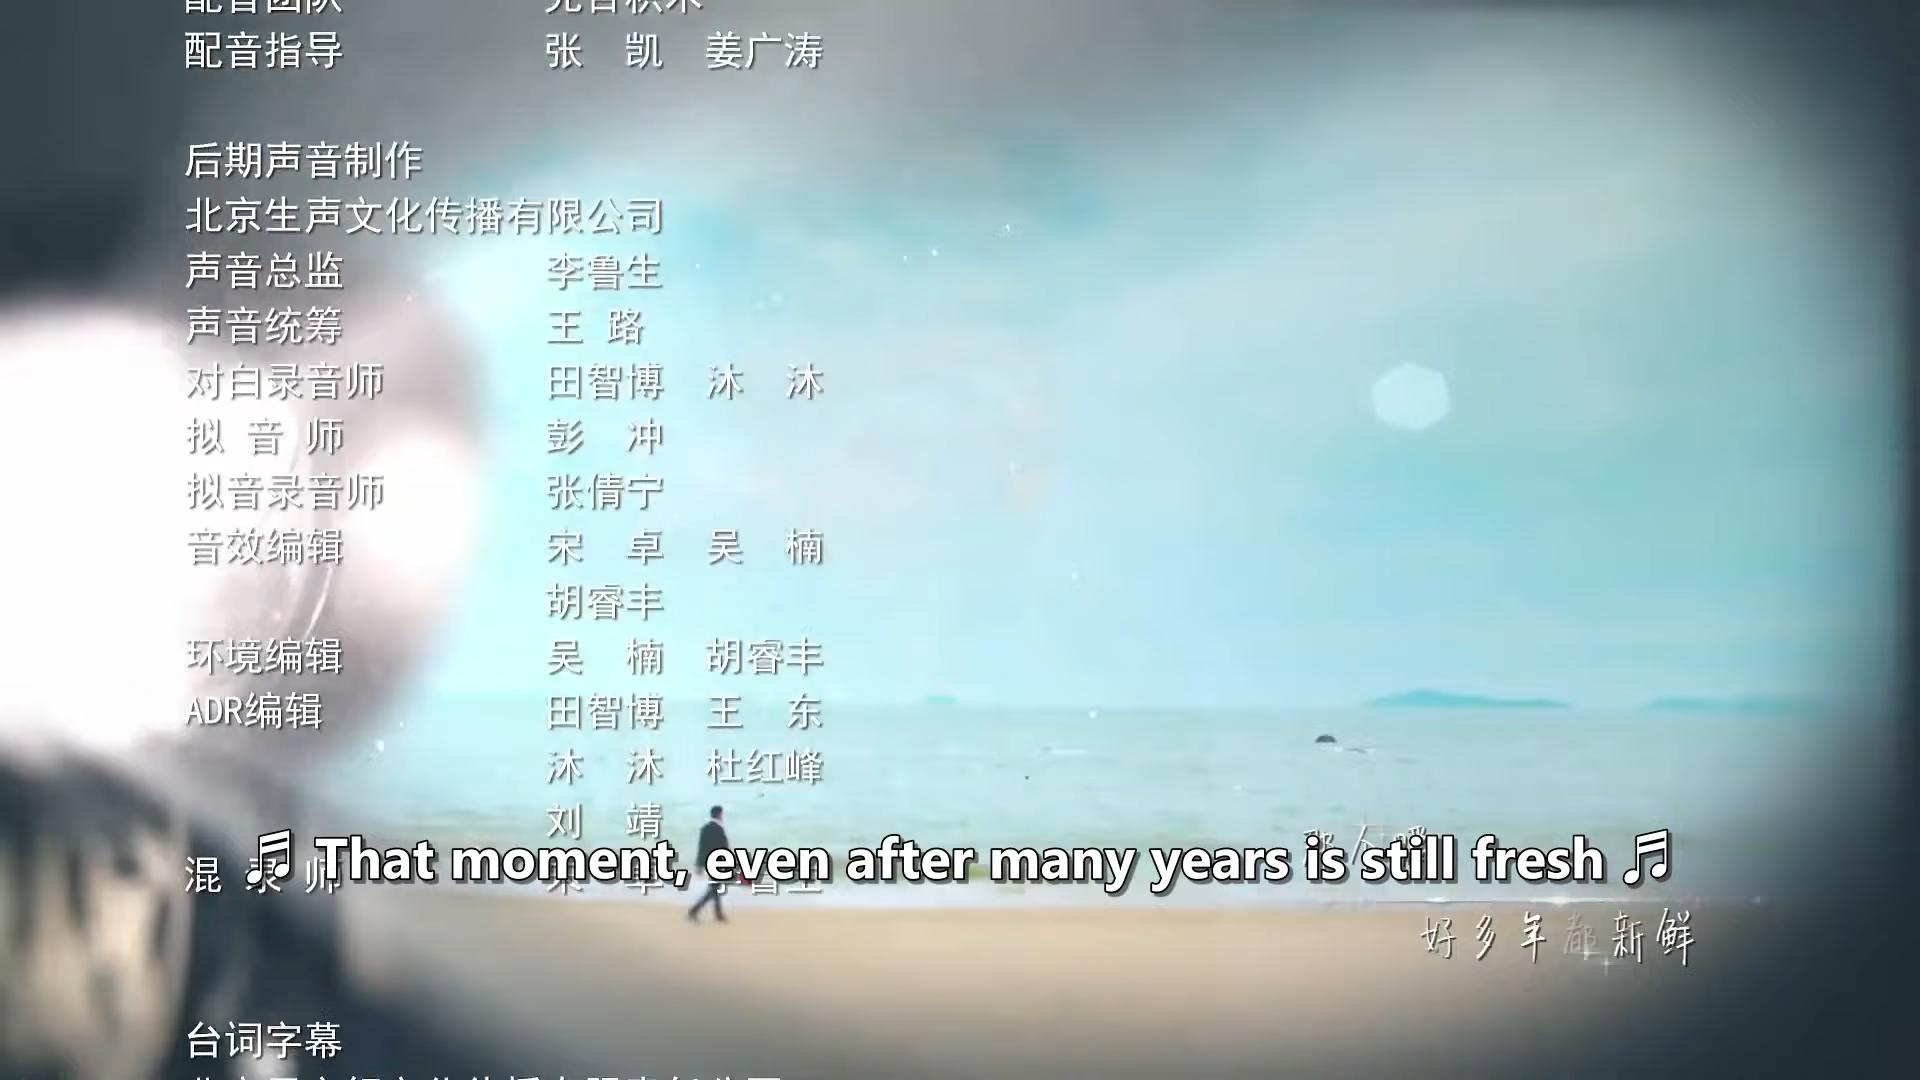 配音指导 张 凯 姜广涛
后期声音制作
北京生声文化传播有限公司
声音总监 李鲁生
声音统筹 王 路
对白录音师 田智博 沐 沐
拟 音 师 彭 冲
拟音录音师 张倩宁
音效编辑 宋 卓 吴 楠
胡睿丰
环境编辑 吴 楠 胡睿丰
ADR编辑 田智博 王 东
沐 沐 杜红峰
刘 靖
混 录 师
♫ That moment, even after many years is still fresh ♫
好多年都新鲜
台词字幕